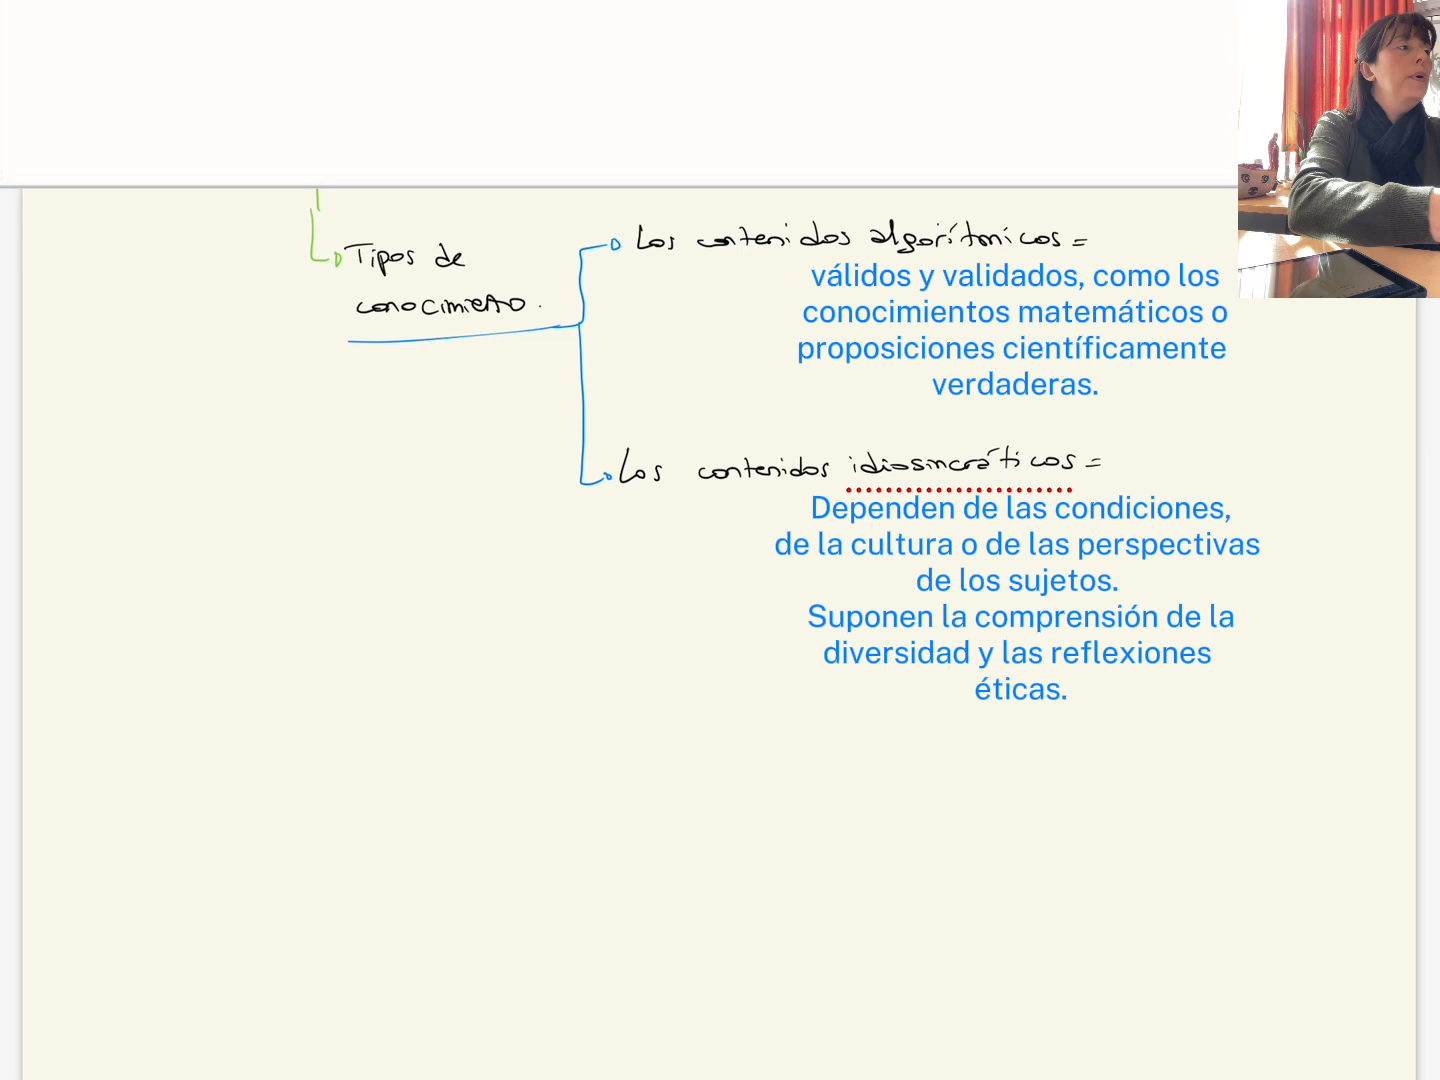 Tipos de
conocimiento.
Los contenidos algorítmicos =
válidos y validados, como los
conocimientos matemáticos o
proposiciones científicamente
verdaderas.
Los contenidos idiosincráticos =
Dependen de las condiciones,
de la cultura o de las perspectivas
de los sujetos.
Suponen la comprensión de la
diversidad y las reflexiones
éticas.